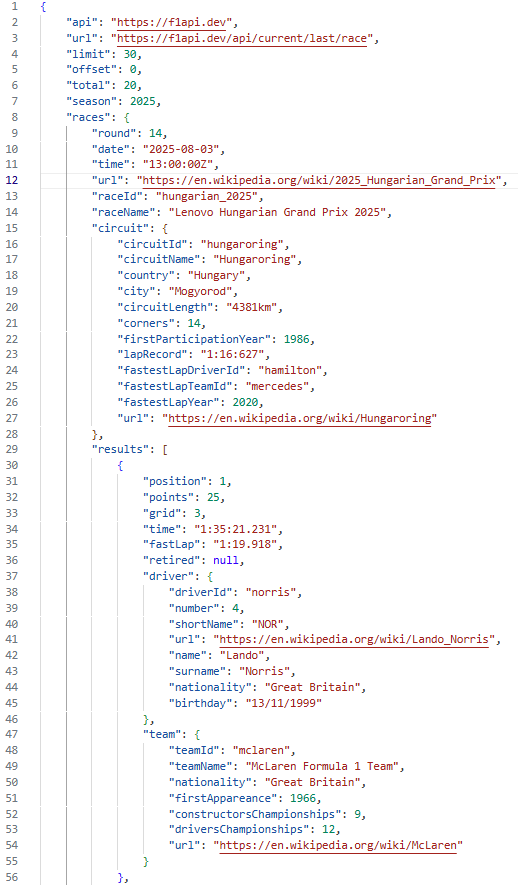 1 {
2 "api": "https://f1api.dev",
3 "url": "https://f1api.dev/api/current/last/race",
4 "limit": 30,
5 "offset": 0,
6 "total": 20,
7 "season": 2025,
8 "races": {
9 "round": 14,
10 "date": "2025-08-03",
11 "time": "13:00:00Z",
12 "url": "https://en.wikipedia.org/wiki/2025_Hungarian_Grand_Prix",
13 "raceId": "hungarian_2025",
14 "raceName": "Lenovo Hungarian Grand Prix 2025",
15 "circuit": {
16 "circuitId": "hungaroring",
17 "circuitName": "Hungaroring",
18 "country": "Hungary",
19 "city": "Mogyorod",
20 "circuitLength": "4381km",
21 "corners": 14,
22 "firstParticipationYear": 1986,
23 "lapRecord": "1:16:627",
24 "fastestLapDriverId": "hamilton",
25 "fastestLapTeamId": "mercedes",
26 "fastestLapYear": 2020,
27 "url": "https://en.wikipedia.org/wiki/Hungaroring"
28 },
29 "results": [
30 {
31 "position": 1,
32 "points": 25,
33 "grid": 3,
34 "time": "1:35:21.231",
35 "fastLap": "1:19.918",
36 "retired": null,
37 "driver": {
38 "driverId": "norris",
39 "number": 4,
40 "shortName": "NOR",
41 "url": "https://en.wikipedia.org/wiki/Lando_Norris",
42 "name": "Lando",
43 "surname": "Norris",
44 "nationality": "Great Britain",
45 "birthday": "13/11/1999"
46 },
47 "team": {
48 "teamId": "mclaren",
49 "teamName": "McLaren Formula 1 Team",
50 "nationality": "Great Britain",
51 "firstAppareance": 1966,
52 "constructorsChampionships": 9,
53 "driversChampionships": 12,
54 "url": "https://en.wikipedia.org/wiki/McLaren"
55 }
56 },